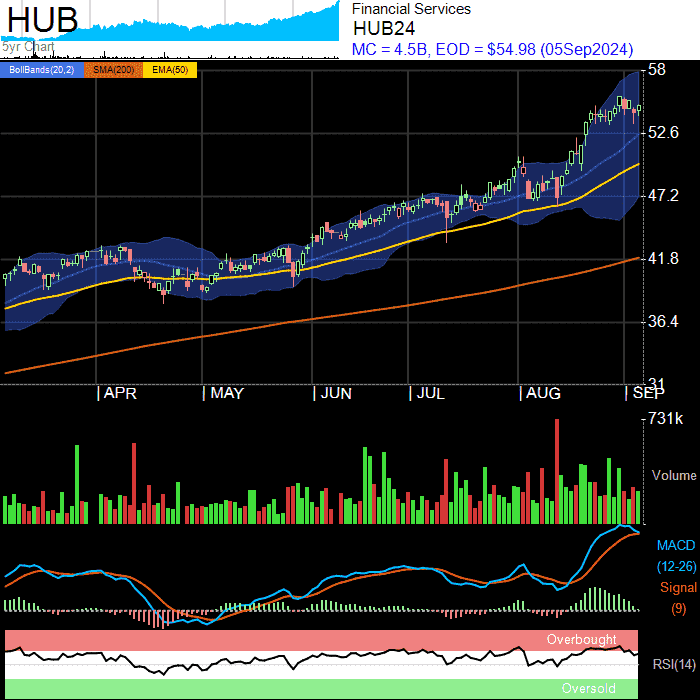 HUB
5yr Chart
Financial Services
HUB24
MC = 4.5B, EOD = $54.98 (05Sep2024)
BollBands(20,2) SMA(200) EMA(50)
58
52.6
47.2
41.8
36.4
31
APR MAY JUN JUL AUG SEP
731k
Volume
MACD
(12-26)
Signal
(9)
Overbought
RSI(14)
Oversold